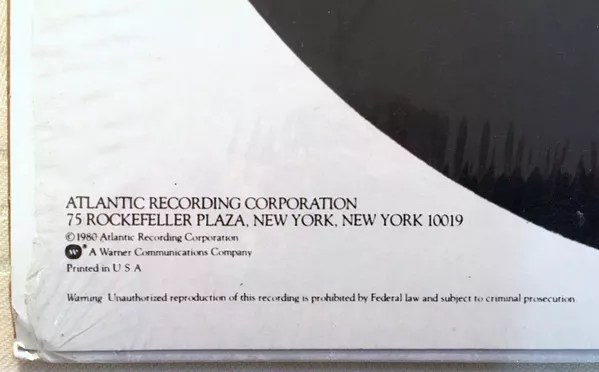 ATLANTIC RECORDING CORPORATION
75 ROCKEFELLER PLAZA, NEW YORK, NEW YORK 10019
©1980 Atlantic Recording Corporation
W® A Warner Communications Company
Printed in U S A
Warning Unauthorized reproduction of this recording is prohibited by Federal law and subject to criminal prosecution